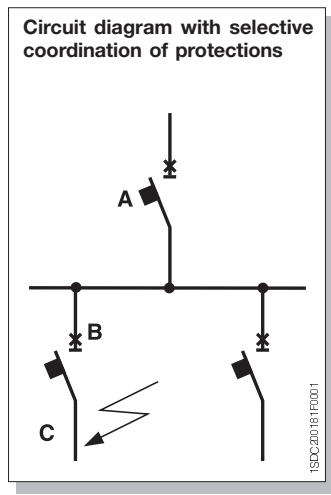 Circuit diagram with selective
coordination of protections
A
B
C
1SDC200181F0001